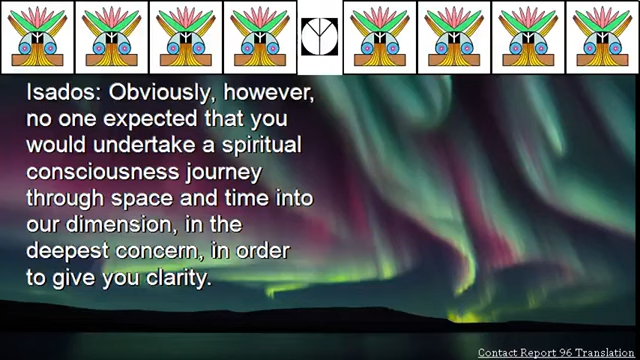 Isados: Obviously, however,
no one expected that you
would undertake a spiritual
consciousness journey
through space and time into
our dimension, in the
deepest concern, in order
to give you clarity.
Contact Report 96 Translation